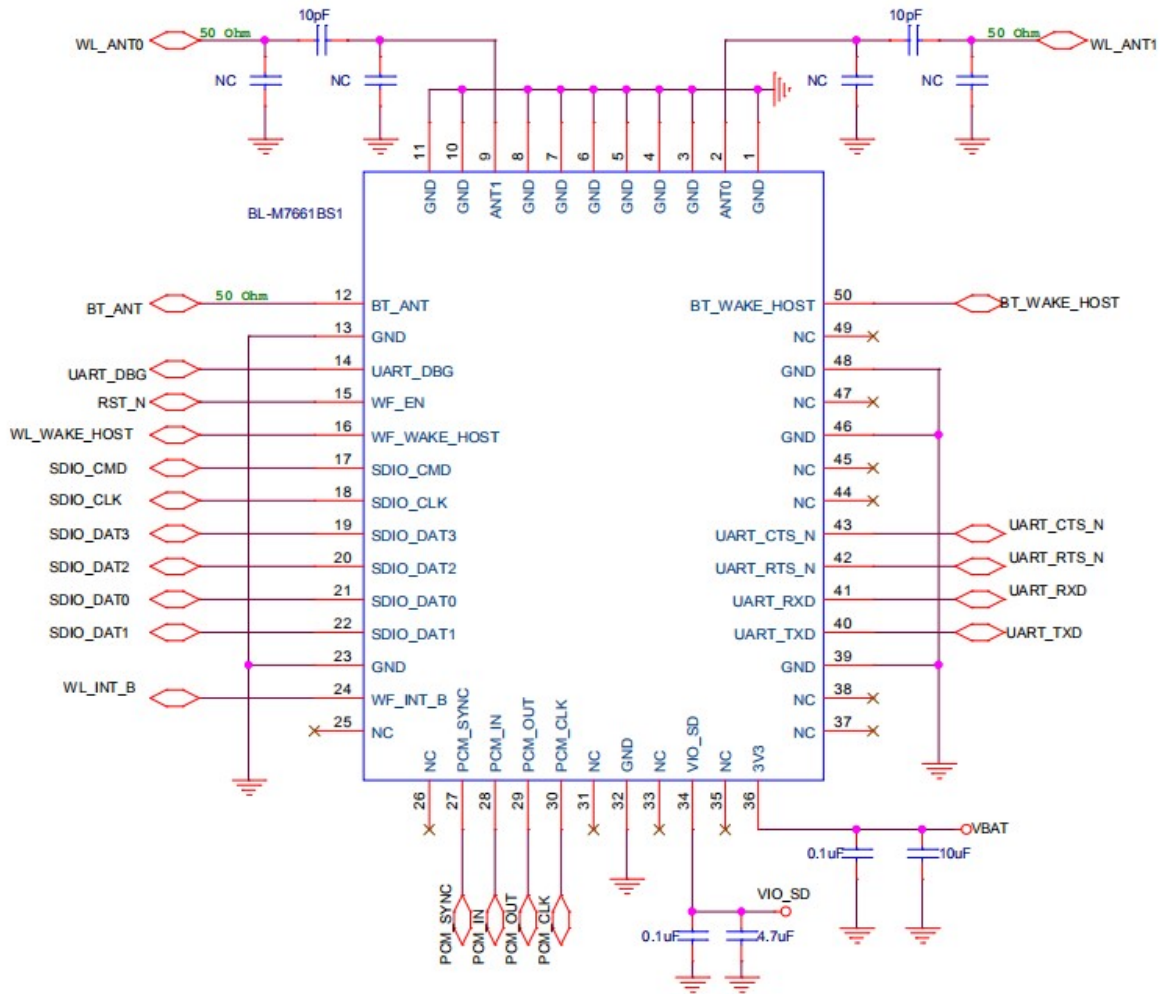 10pF 10pF
WL_ANT0 50 Ohm 50 Ohm WL_ANT1
NC NC NC NC
11 10 9 8 7 6 5 4 3 2 1
GND GND ANT1 GND GND GND GND GND GND ANT0 GND
BL-M7661BS1
BT_ANT 50 Ohm 12 BT_ANT BT_WAKE_HOST 50 BT_WAKE_HOST
13 GND NC 49
UART_DBG 14 UART_DBG GND 48
RST_N 15 WF_EN NC 47
WL_WAKE_HOST 16 WF_WAKE_HOST GND 46
SDIO_CMD 17 SDIO_CMD NC 45
SDIO_CLK 18 SDIO_CLK NC 44
SDIO_DAT3 19 SDIO_DAT3 UART_CTS_N 43 UART_CTS_N
SDIO_DAT2 20 SDIO_DAT2 UART_RTS_N 42 UART_RTS_N
SDIO_DAT0 21 SDIO_DAT0 UART_RXD 41 UART_RXD
SDIO_DAT1 22 SDIO_DAT1 UART_TXD 40 UART_TXD
23 GND GND 39
WL_INT_B 24 WF_INT_B NC 38
25 NC NC 37
NC PCM_SYNC PCM_IN PCM_OUT PCM_CLK NC GND NC VIO_SD NC 3V3
26 27 28 29 30 31 32 33 34 35 36
VBAT
0.1uF 10uF
PCM_SYNC PCM_IN PCM_OUT PCM_CLK
VIO_SD
0.1uF 4.7uF